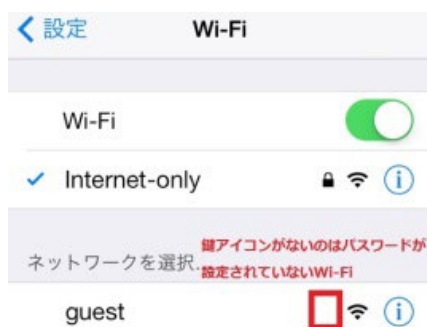 設定 Wi-Fi
Wi-Fi
Internet-only
鍵アイコンがないのはパスワードが
ネットワークを選択.
設定されていないWi-Fi
guest